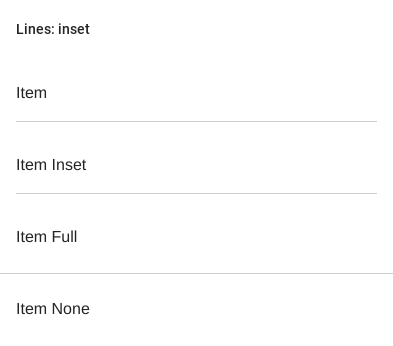 Lines: inset
Item
Item Inset
Item Full
Item None